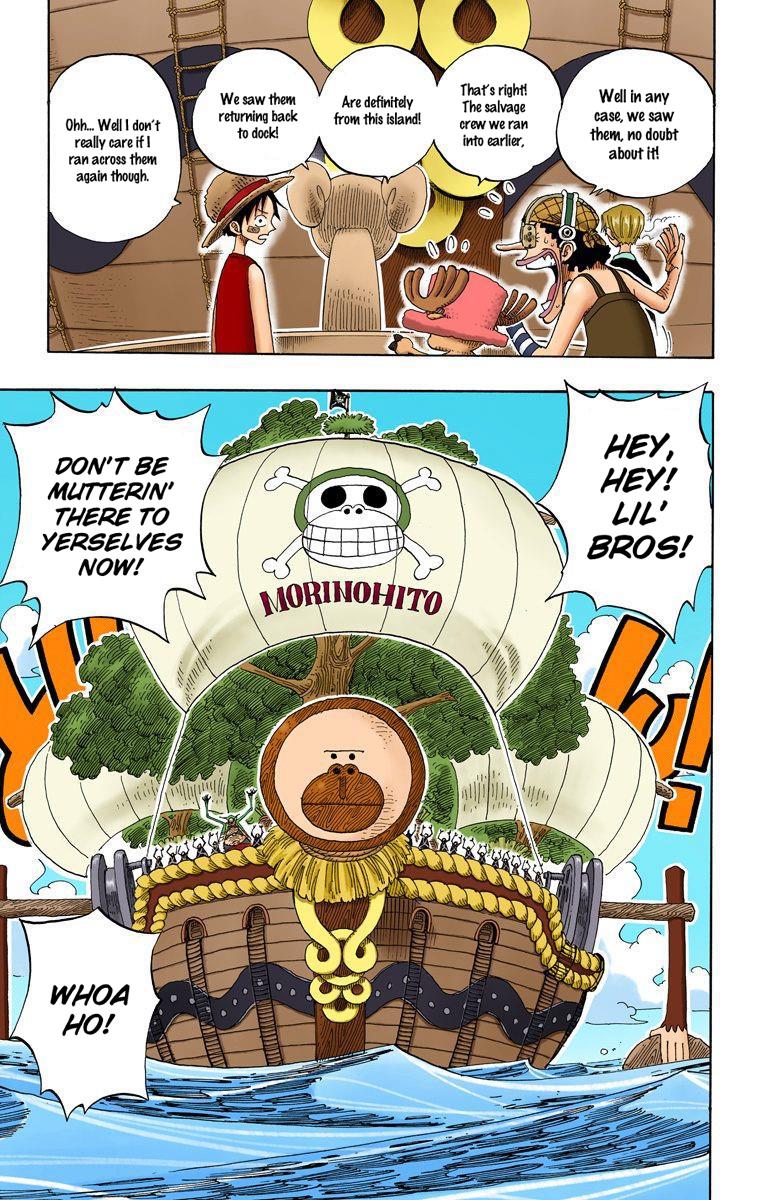 Well in any
case, we saw
them, no doubt
about it!
That's right!
The salvage
crew we ran
into earlier,
Are definitely
from this island!
We saw them
returning back
to dock!
Ohh... Well I don't
really care if I
ran across them
again though.
HEY,
HEY!
LIL'
BROS!
DON'T BE
MUTTERIN'
THERE TO
YERSELVES
NOW!
MORINOHITO
WHOA
HO!